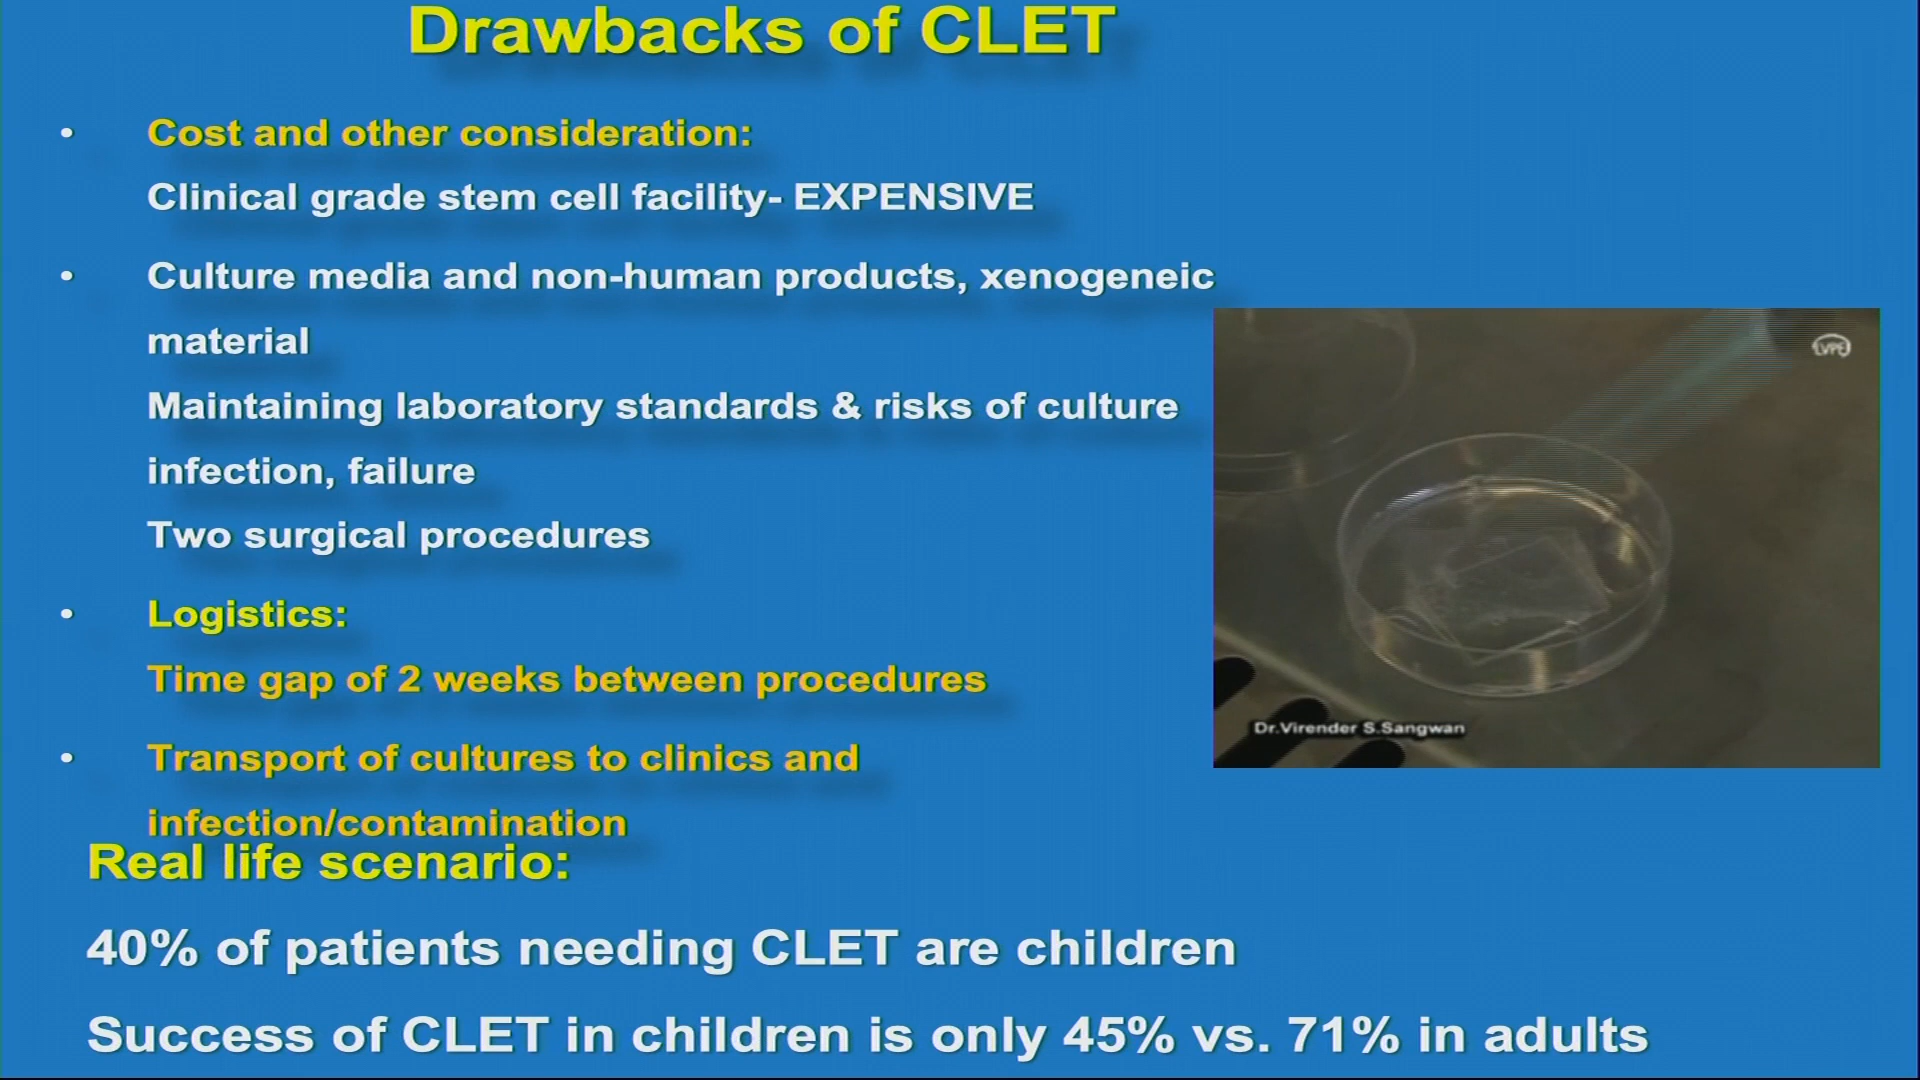 Drawbacks of CLET
• Cost and other consideration:
Clinical grade stem cell facility- EXPENSIVE
• Culture media and non-human products, xenogeneic
material
Maintaining laboratory standards & risks of culture
infection, failure
Two surgical procedures
• Logistics:
Time gap of 2 weeks between procedures
• Transport of cultures to clinics and
infection/contamination
LVPEI
Dr.Virender S.Sangwan
Real life scenario:
40% of patients needing CLET are children
Success of CLET in children is only 45% vs. 71% in adults